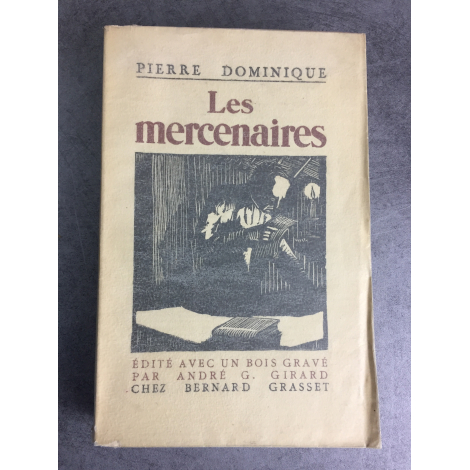 PIERRE DOMINIQUE
Les
mercenaires
ÉDITÉ AVEC UN BOIS GRAVÉ
PAR ANDRÉ G. GIRARD
CHEZ BERNARD GRASSET